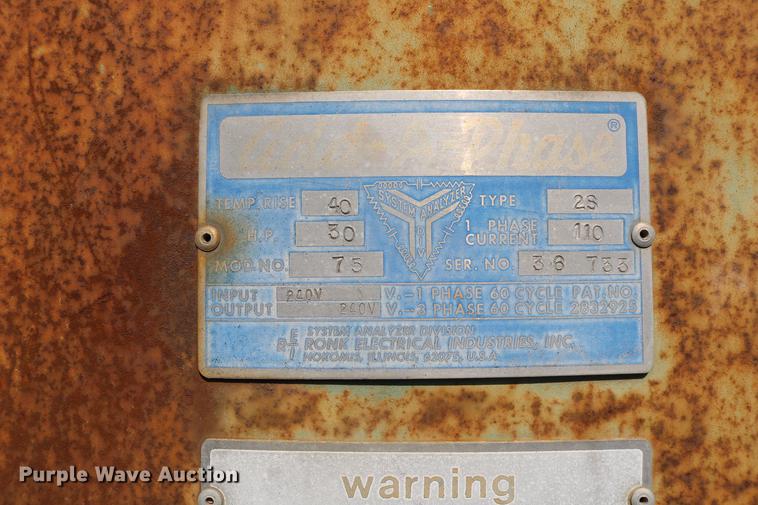 Add-A-Phase®
TEMP. RISE 40 SYSTEM ANALYZER TYPE 2S
H.P. 30 1 PHASE CURRENT 110
MOD NO. 75 SER. NO 36 733
INPUT 240V V.-1 PHASE 60 CYCLE PAT. NO.
OUTPUT 240V V.-3 PHASE 60 CYCLE 2832925
SYSTEM ANALYZER DIVISION
REI RONK ELECTRICAL INDUSTRIES, INC.
NOKOMIS, ILLINOIS, 62075, U.S.A.
warning
Purple Wave Auction